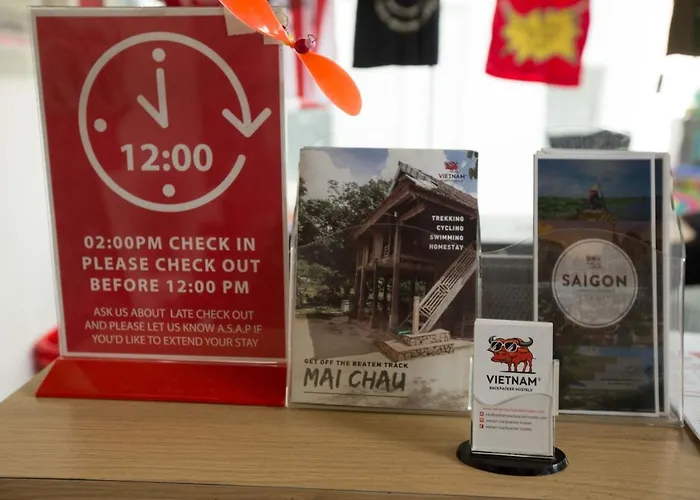 12:00
02:00PM CHECK IN
PLEASE CHECK OUT
BEFORE 12:00 PM
ASK US ABOUT LATE CHECK OUT
AND PLEASE LET US KNOW A.S.A.P IF
YOU'D LIKE TO EXTEND YOUR STAY
VIETNAM
TREKKING
CYCLING
SWIMMING
HOMESTAY
GET OFF THE BEATEN TRACK
MAI CHAU
SAIGON
VIETNAM
BACKPACKER HOSTELS